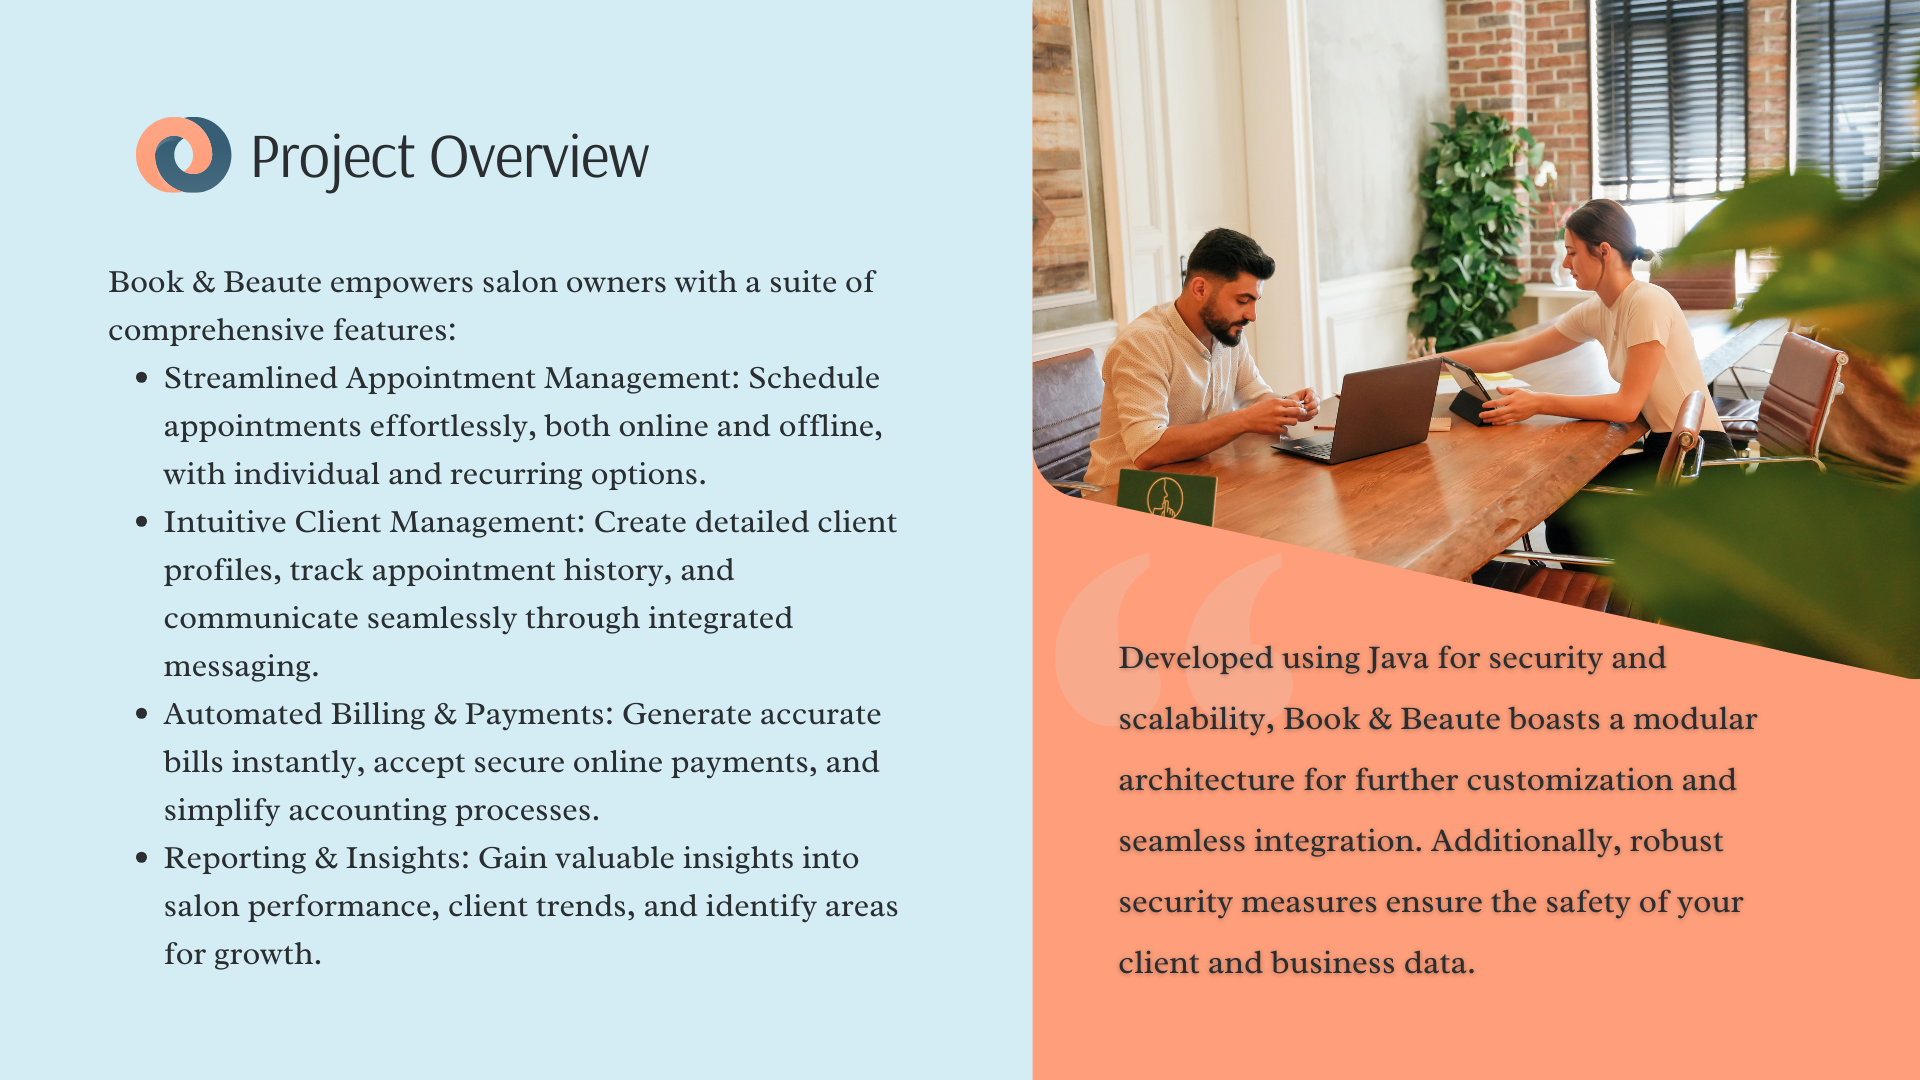 Project Overview
Book & Beaute empowers salon owners with a suite of
comprehensive features:
• Streamlined Appointment Management: Schedule
appointments effortlessly, both online and offline,
with individual and recurring options.
• Intuitive Client Management: Create detailed client
profiles, track appointment history, and
communicate seamlessly through integrated
messaging.
• Automated Billing & Payments: Generate accurate
bills instantly, accept secure online payments, and
simplify accounting processes.
• Reporting & Insights: Gain valuable insights into
salon performance, client trends, and identify areas
for growth.
“
Developed using Java for security and
scalability, Book & Beaute boasts a modular
architecture for further customization and
seamless integration. Additionally, robust
security measures ensure the safety of your
client and business data.